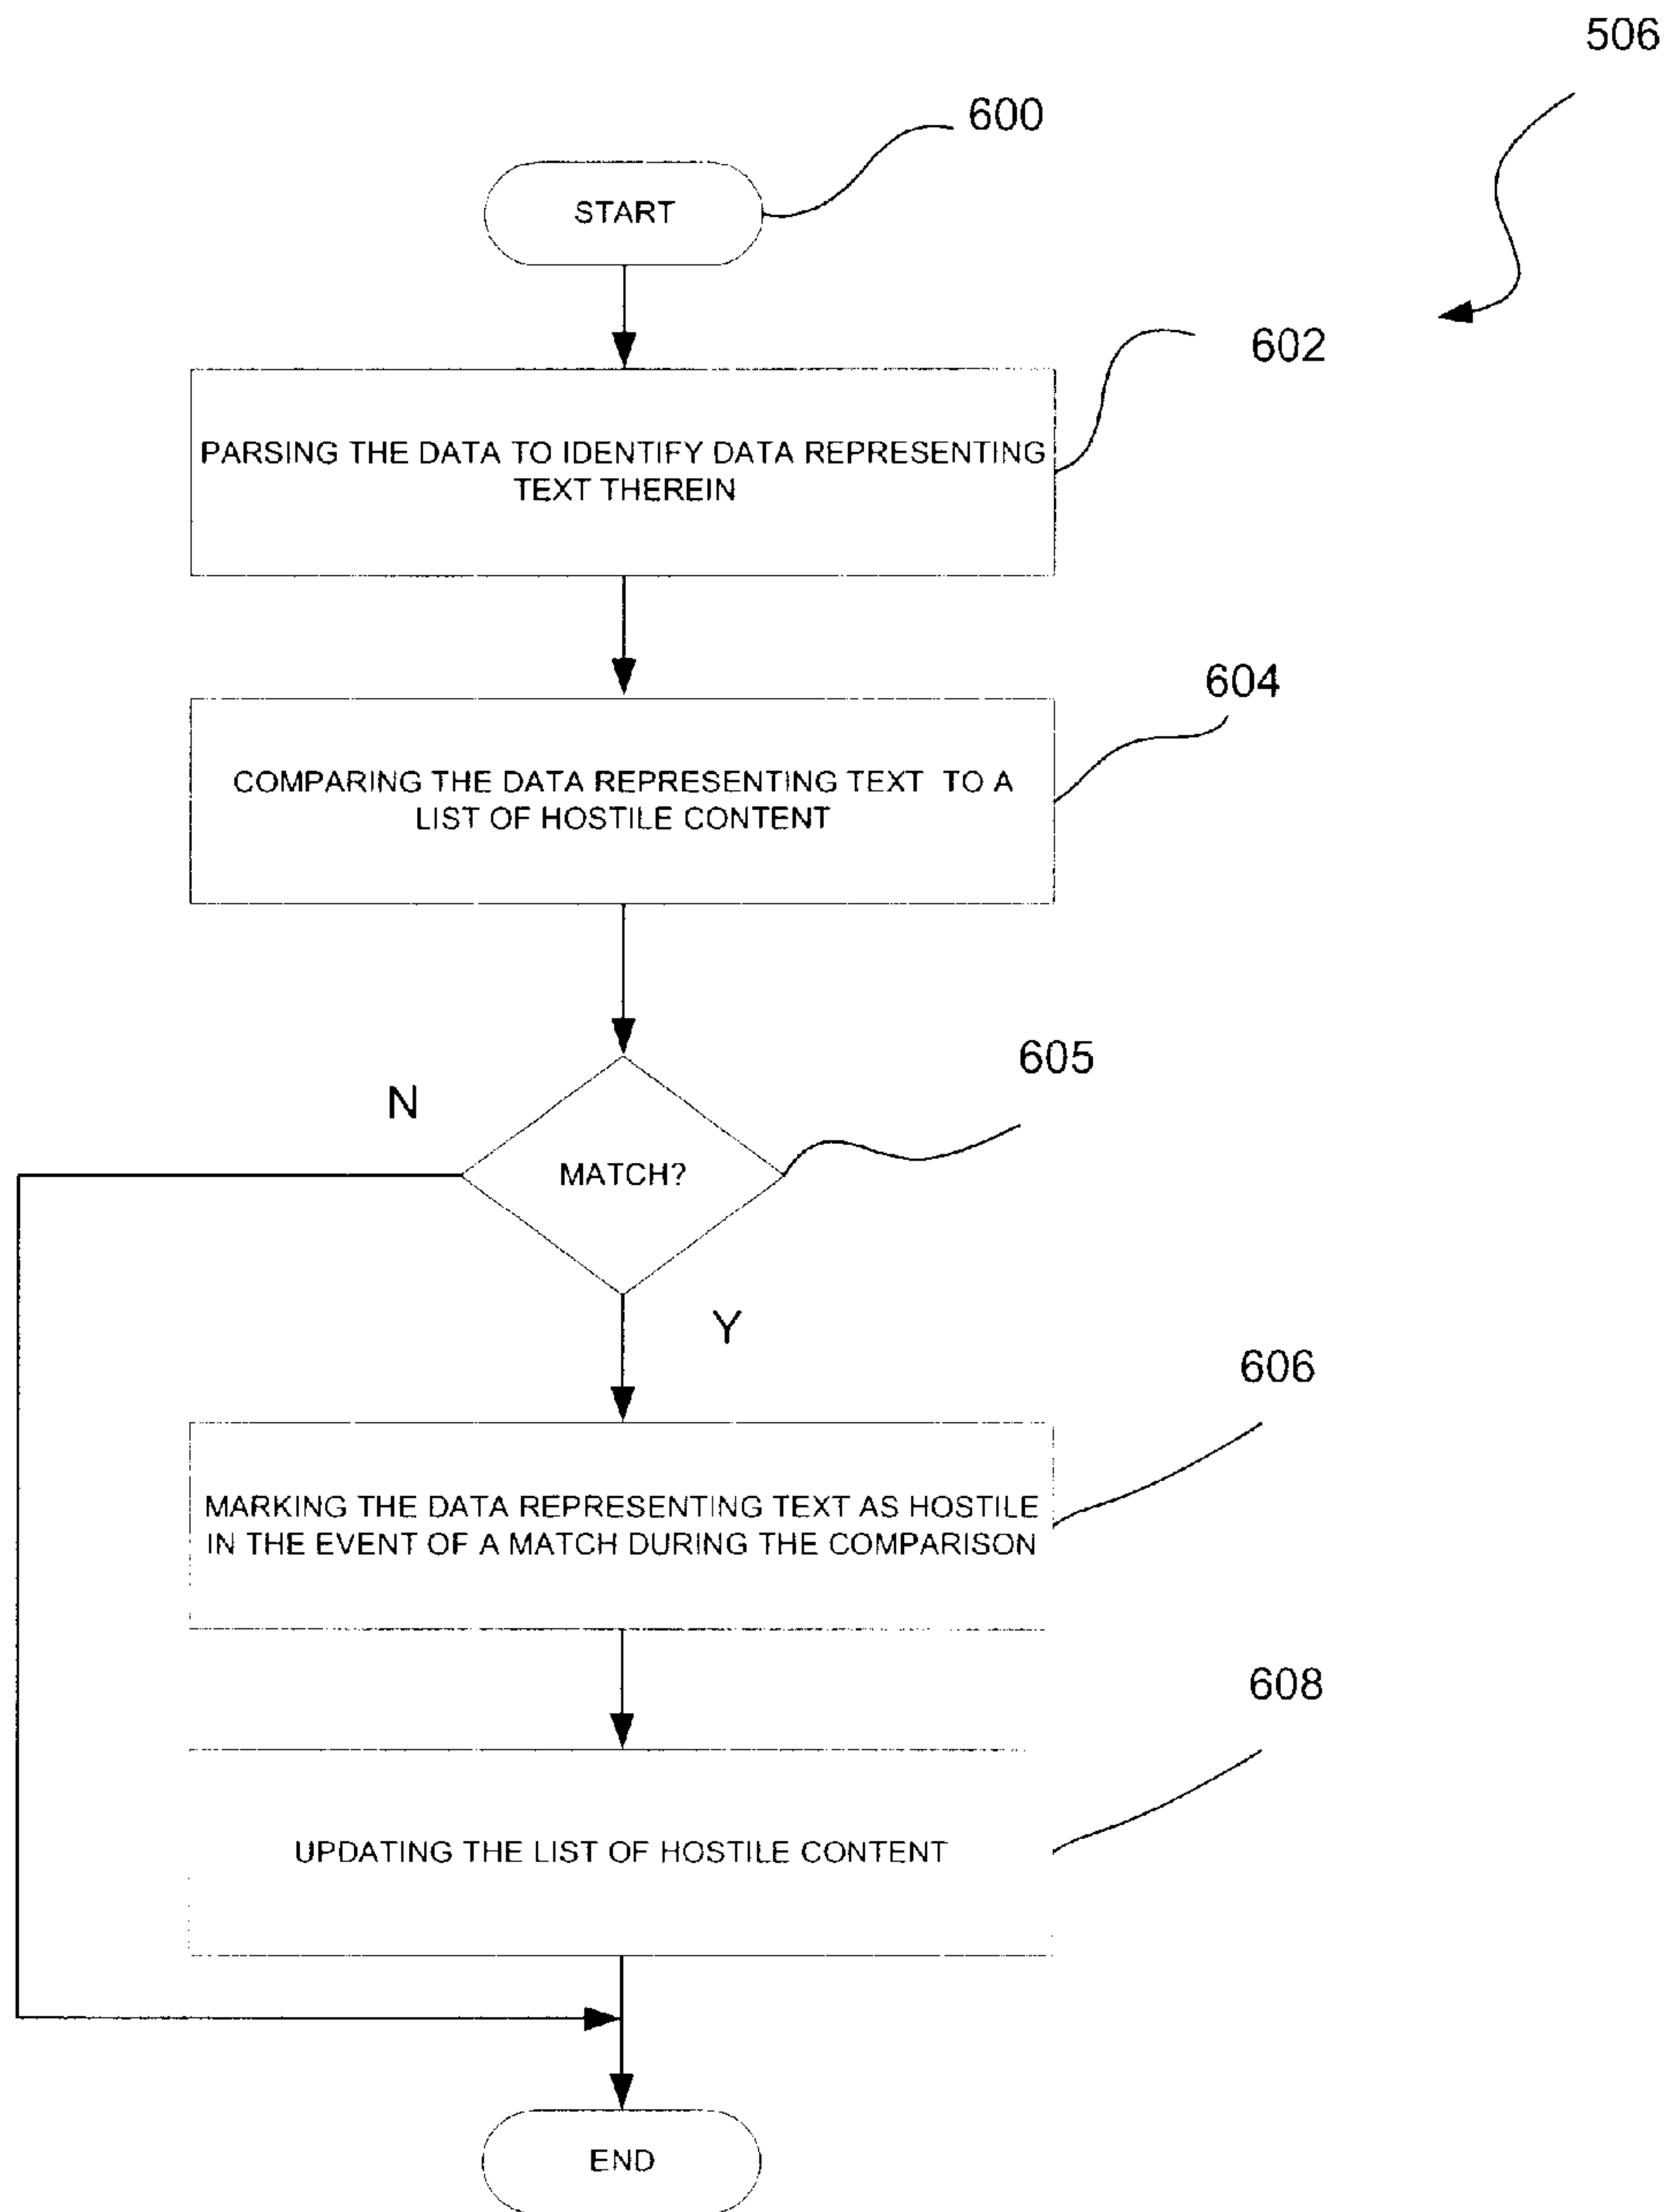 506
600
START
602
PARSING THE DATA TO IDENTIFY DATA REPRESENTING
TEXT THEREIN
604
COMPARING THE DATA REPRESENTING TEXT TO A
LIST OF HOSTILE CONTENT
605
N
MATCH?
Y
606
MARKING THE DATA REPRESENTING TEXT AS HOSTILE
IN THE EVENT OF A MATCH DURING THE COMPARISON
608
UPDATING THE LIST OF HOSTILE CONTENT
END